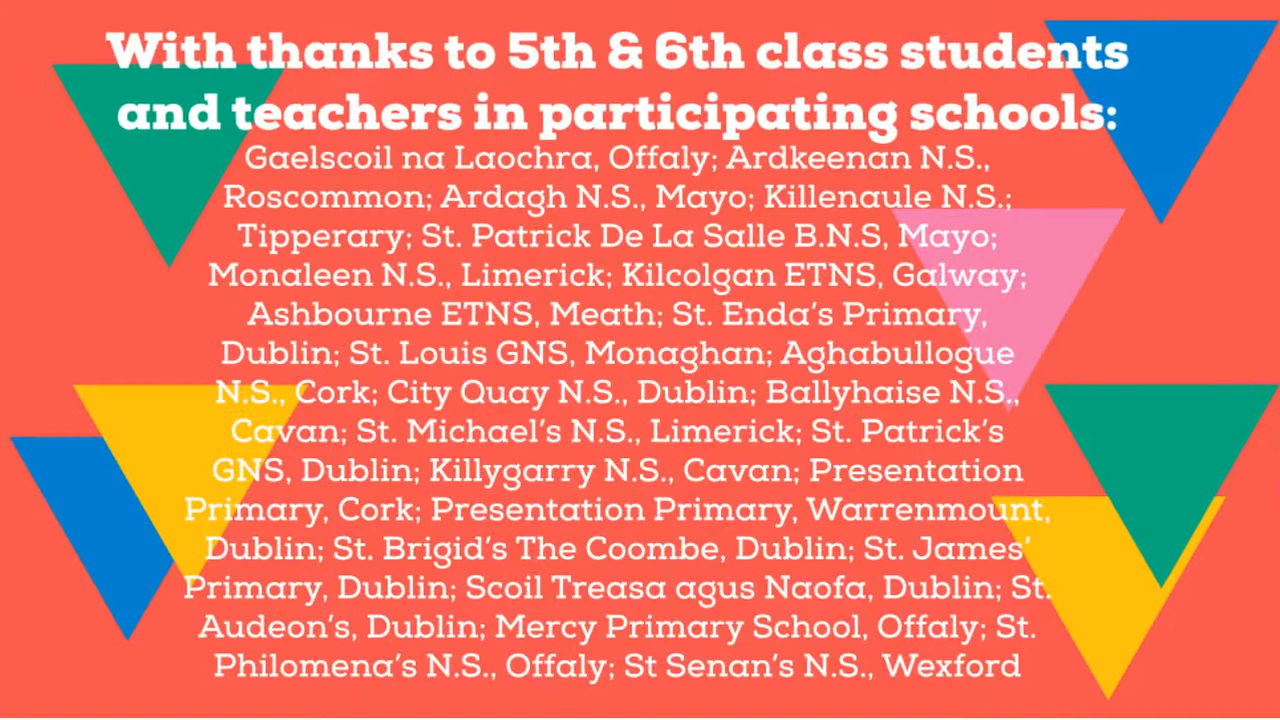 With thanks to 5th & 6th class students
and teachers in participating schools:
Gaelscoil na Laochra, Offaly; Ardkeenan N.S.,
Roscommon; Ardagh N.S., Mayo; Killenaule N.S.;
Tipperary; St. Patrick De La Salle B.N.S, Mayo;
Monaleen N.S., Limerick; Kilcolgan ETNS, Galway;
Ashbourne ETNS, Meath; St. Enda's Primary,
Dublin; St. Louis GNS, Monaghan; Aghabullogue
N.S., Cork; City Quay N.S., Dublin; Ballyhaise N.S.,
Cavan; St. Michael's N.S., Limerick; St. Patrick's
GNS, Dublin; Killygarry N.S., Cavan; Presentation
Primary, Cork; Presentation Primary, Warrenmount,
Dublin; St. Brigid's The Coombe, Dublin; St. James'
Primary, Dublin; Scoil Treasa agus Naofa, Dublin; St.
Audeon's, Dublin; Mercy Primary School, Offaly; St.
Philomena's N.S., Offaly; St Senan's N.S., Wexford